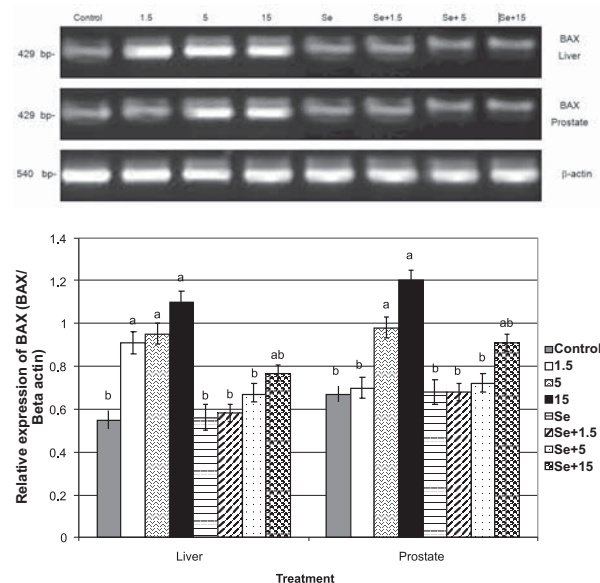 Control 1.5 5 15 Se Se+1.5 Se+ 5 Se+15
429 bp-
BAX
Liver
429 bp-
BAX
Prostate
540 bp-
β-actin
Relative expression of BAX (BAX/
Beta actin)
1.4
1.2
1
0.8
0.6
0.4
0,2
0
b a a a b b b ab
b b a a b b b ab
Liver Prostate
Treatment
Control
1.5
5
15
Se
Se+1.5
Se+5
Se+15